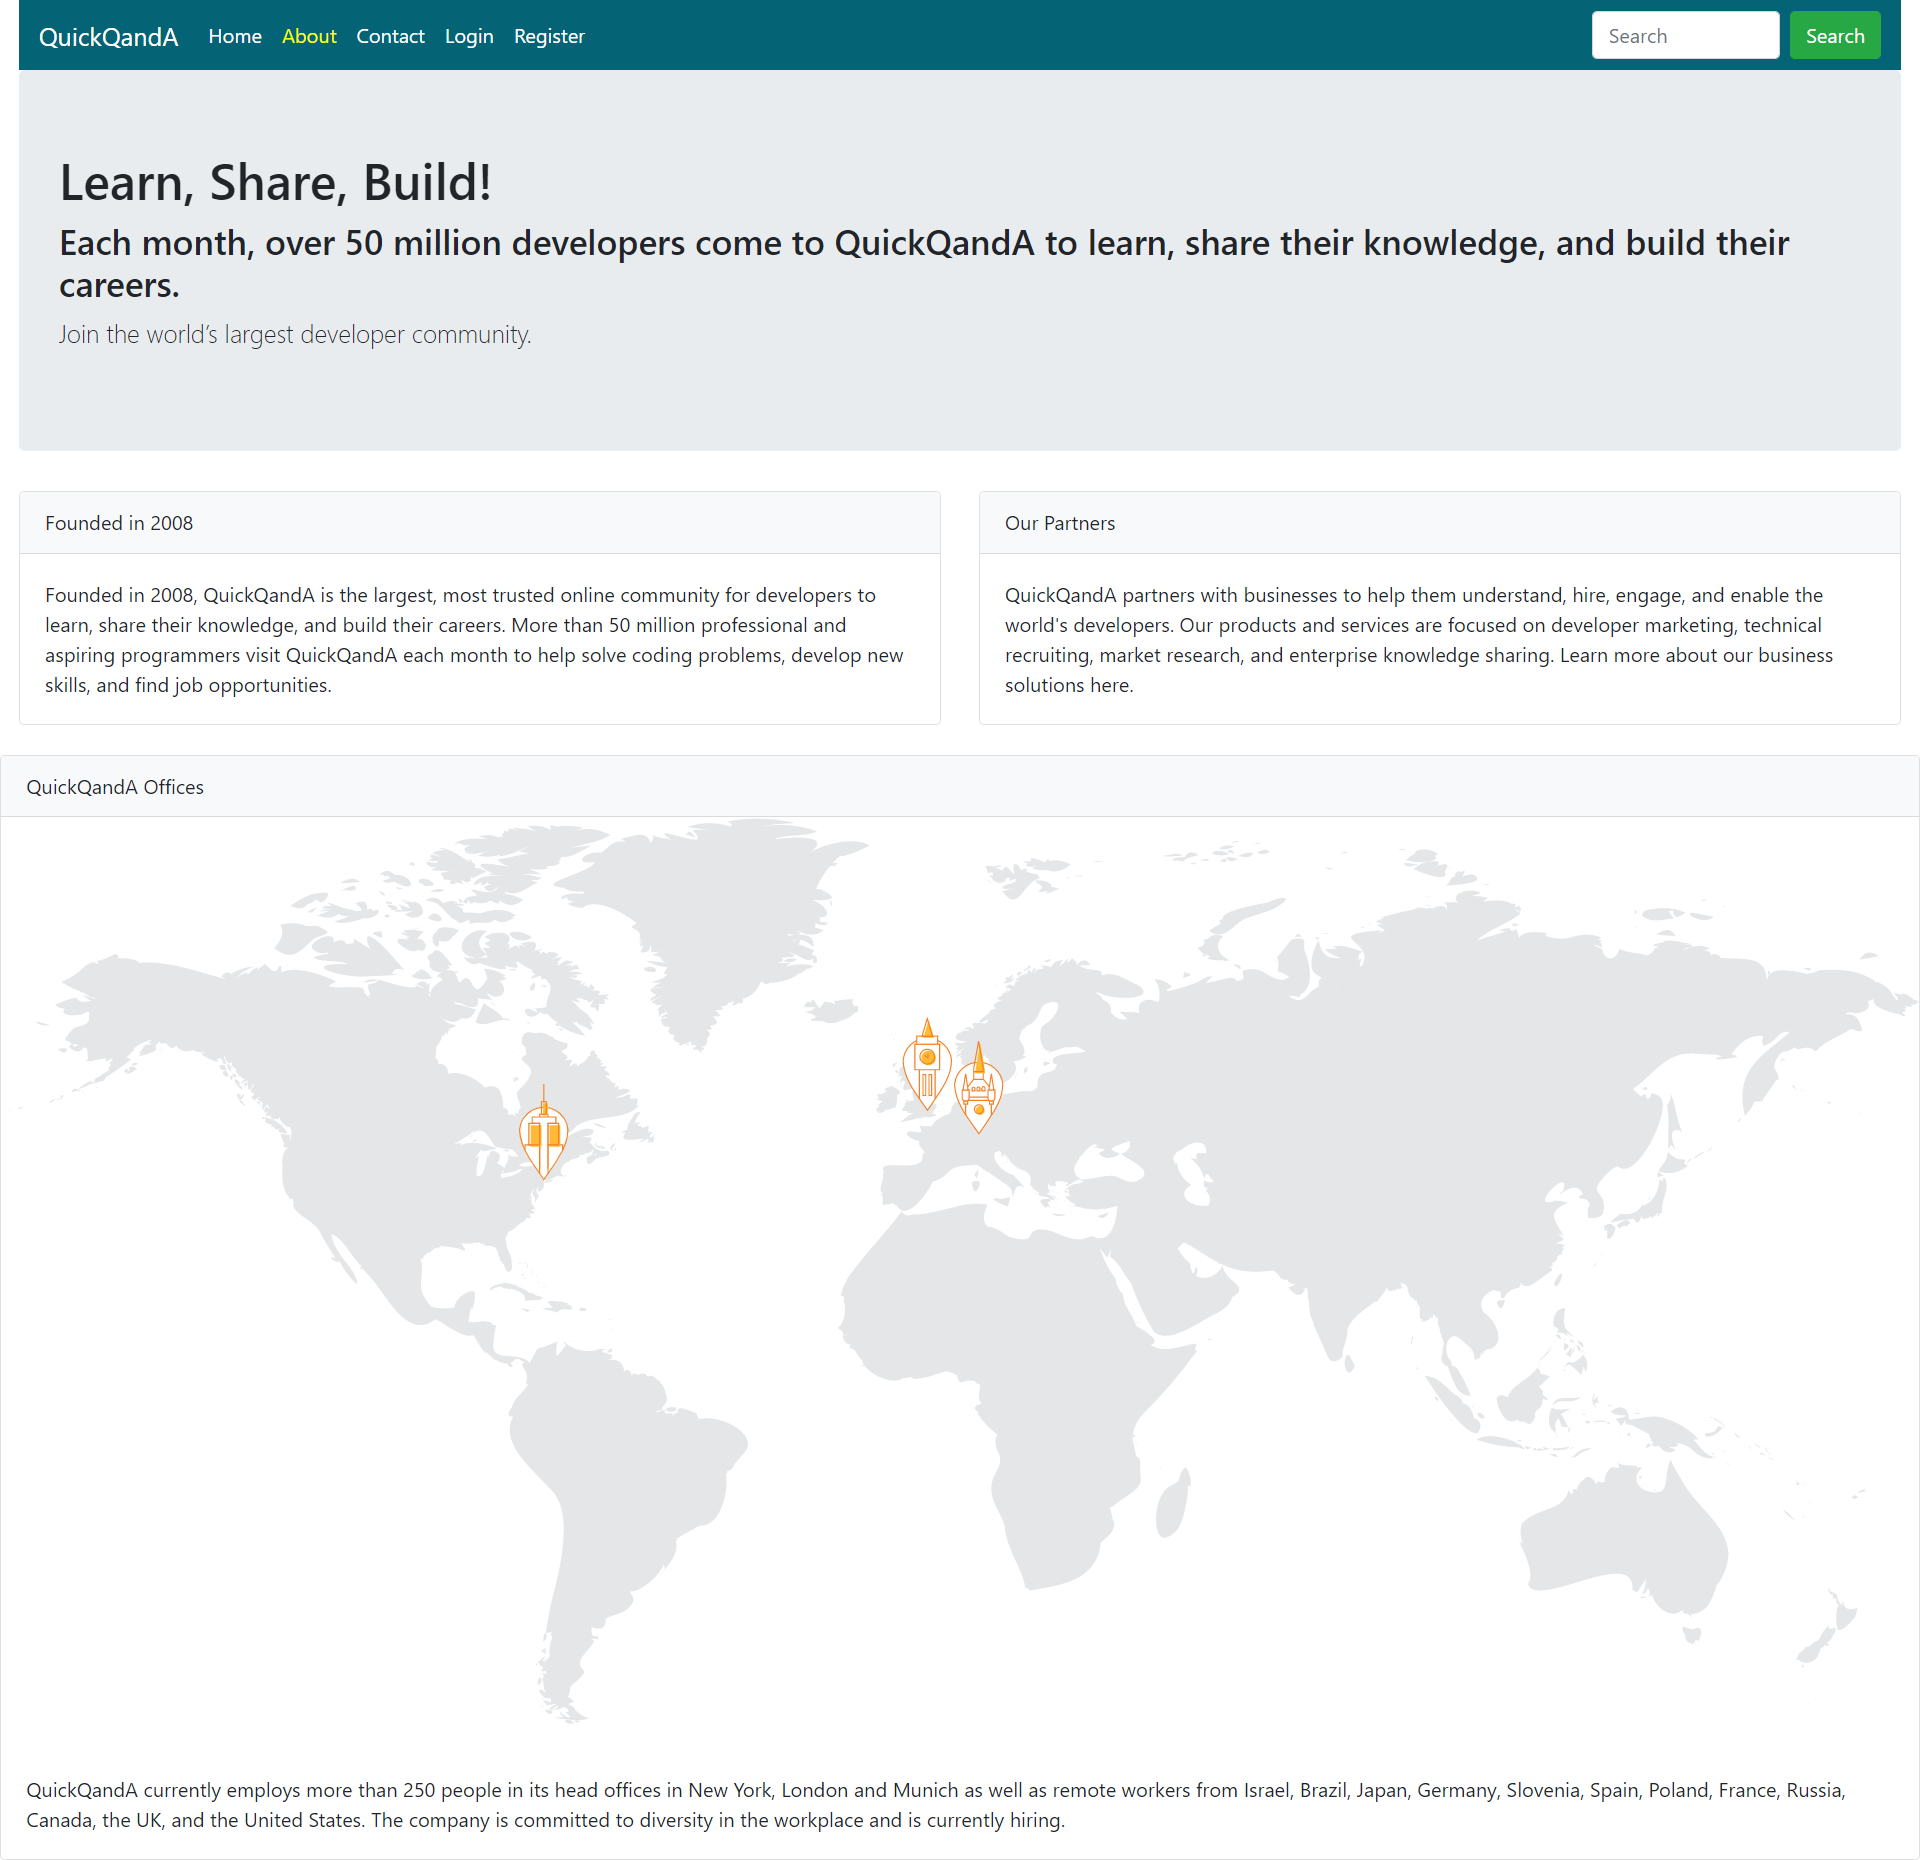 QuickQandA Home About Contact Login Register Search Search
Learn, Share, Build!
Each month, over 50 million developers come to QuickQandA to learn, share their knowledge, and build their
careers.
Join the world’s largest developer community.
Founded in 2008
Founded in 2008, QuickQandA is the largest, most trusted online community for developers to
learn, share their knowledge, and build their careers. More than 50 million professional and
aspiring programmers visit QuickQandA each month to help solve coding problems, develop new
skills, and find job opportunities.
Our Partners
QuickQandA partners with businesses to help them understand, hire, engage, and enable the
world's developers. Our products and services are focused on developer marketing, technical
recruiting, market research, and enterprise knowledge sharing. Learn more about our business
solutions here.
QuickQandA Offices
QuickQandA currently employs more than 250 people in its head offices in New York, London and Munich as well as remote workers from Israel, Brazil, Japan, Germany, Slovenia, Spain, Poland, France, Russia,
Canada, the UK, and the United States. The company is committed to diversity in the workplace and is currently hiring.